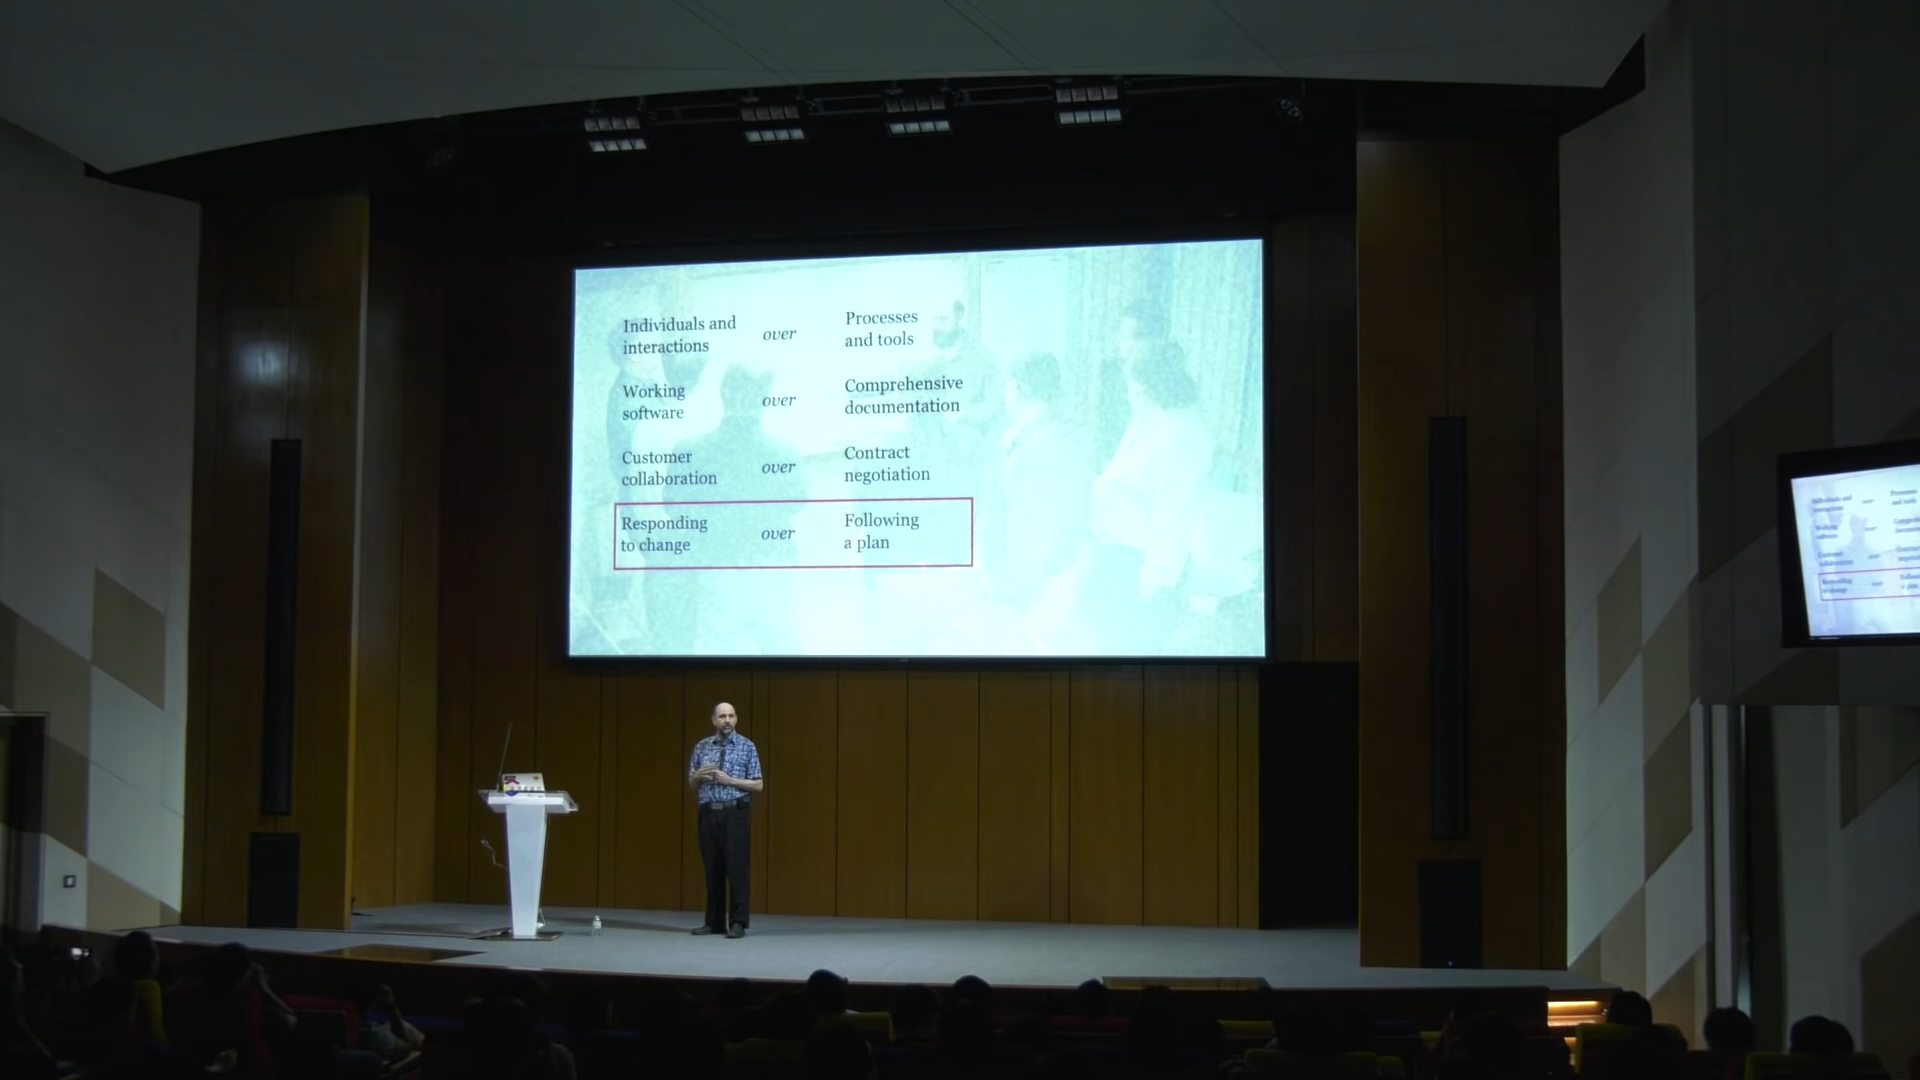 Individuals and
interactions
over
Processes
and tools
Working
software
over
Comprehensive
documentation
Customer
collaboration
over
Contract
negotiation
Responding
to change
over
Following
a plan